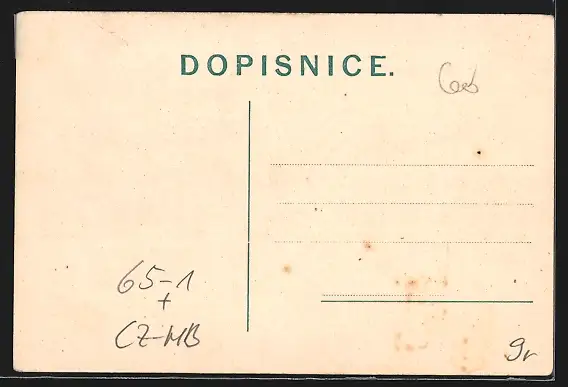 DOPISNICE.
65-1
+
CZ-MB
9r